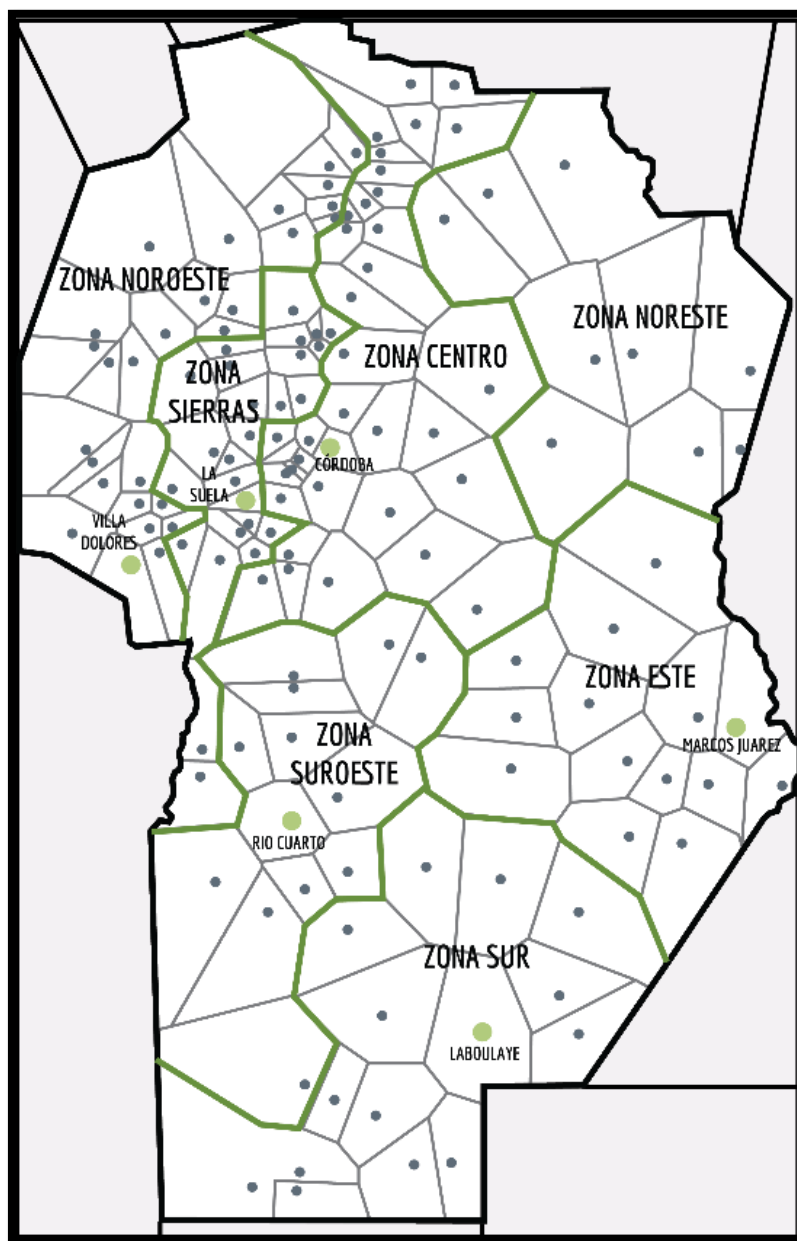 ZONA NOROESTE
ZONA NORESTE
ZONA CENTRO
ZONA
SIERRAS
CÓRDOBA
LA
SUELA
VILLA
DOLORES
ZONA ESTE
MARCOS JUAREZ
ZONA
SUROESTE
RIO CUARTO
ZONA SUR
LABOULAYE